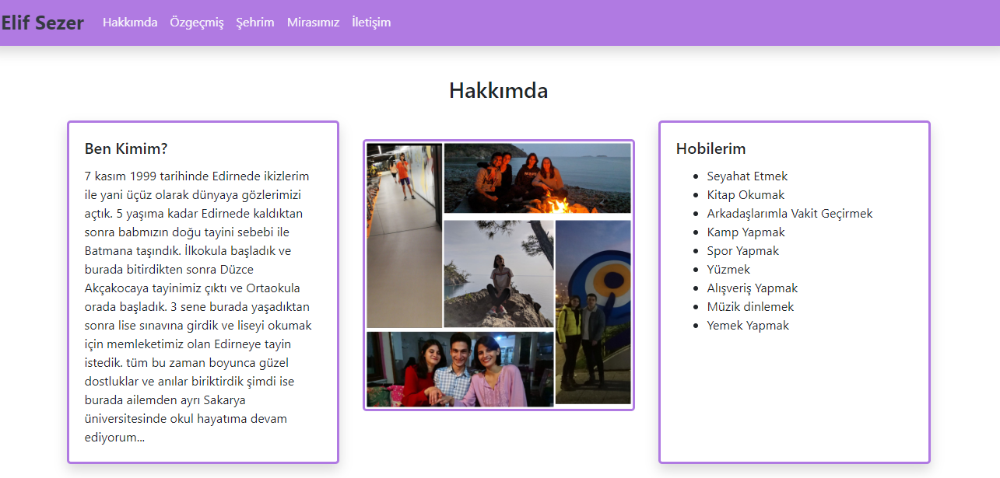 Elif Sezer Hakkımda Özgeçmiş Şehrim Mirasımız İletişim
Hakkımda
Ben Kimim?
7 kasım 1999 tarihinde Edirnede ikizlerim
ile yani üçüz olarak dünyaya gözlerimizi
açtık. 5 yaşıma kadar Edirnede kaldıktan
sonra babmızın doğu tayini sebebi ile
Batmana taşındık. İlkokula başladık ve
burada bitirdikten sonra Düzce
Akçakocaya tayinimiz çıktı ve Ortaokula
orada başladık. 3 sene burada yaşadıktan
sonra lise sınavına girdik ve liseyi okumak
için memleketimiz olan Edirneye tayin
istedik. tüm bu zaman boyunca güzel
dostluklar ve anılar biriktirdik şimdi ise
burada ailemden ayrı Sakarya
üniversitesinde okul hayatıma devam
ediyorum...
Hobilerim
Seyahat Etmek
Kitap Okumak
Arkadaşlarımla Vakit Geçirmek
Kamp Yapmak
Spor Yapmak
Yüzmek
Alışveriş Yapmak
Müzik dinlemek
Yemek Yapmak